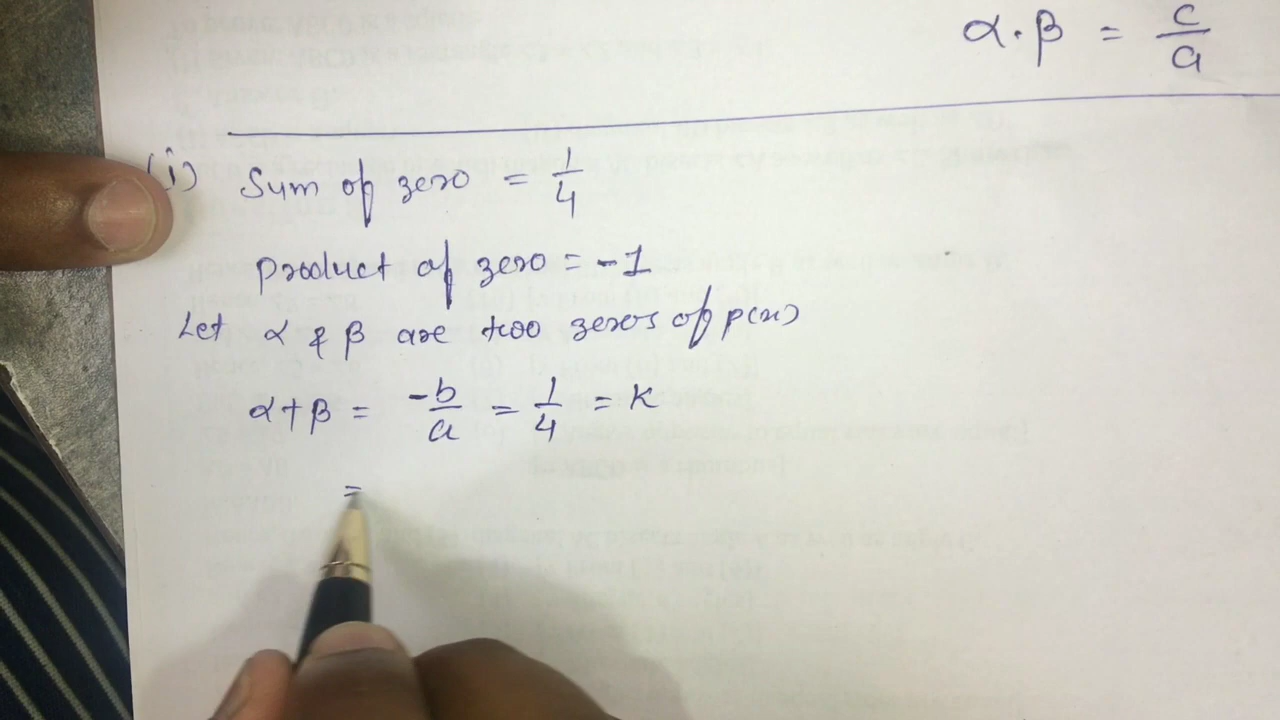 α·β = c/a
(i) Sum of zero = 1/4
product of zero = -1
Let α & β are two zeros of p(x)
α+β = -b/a = 1/4 = K
=